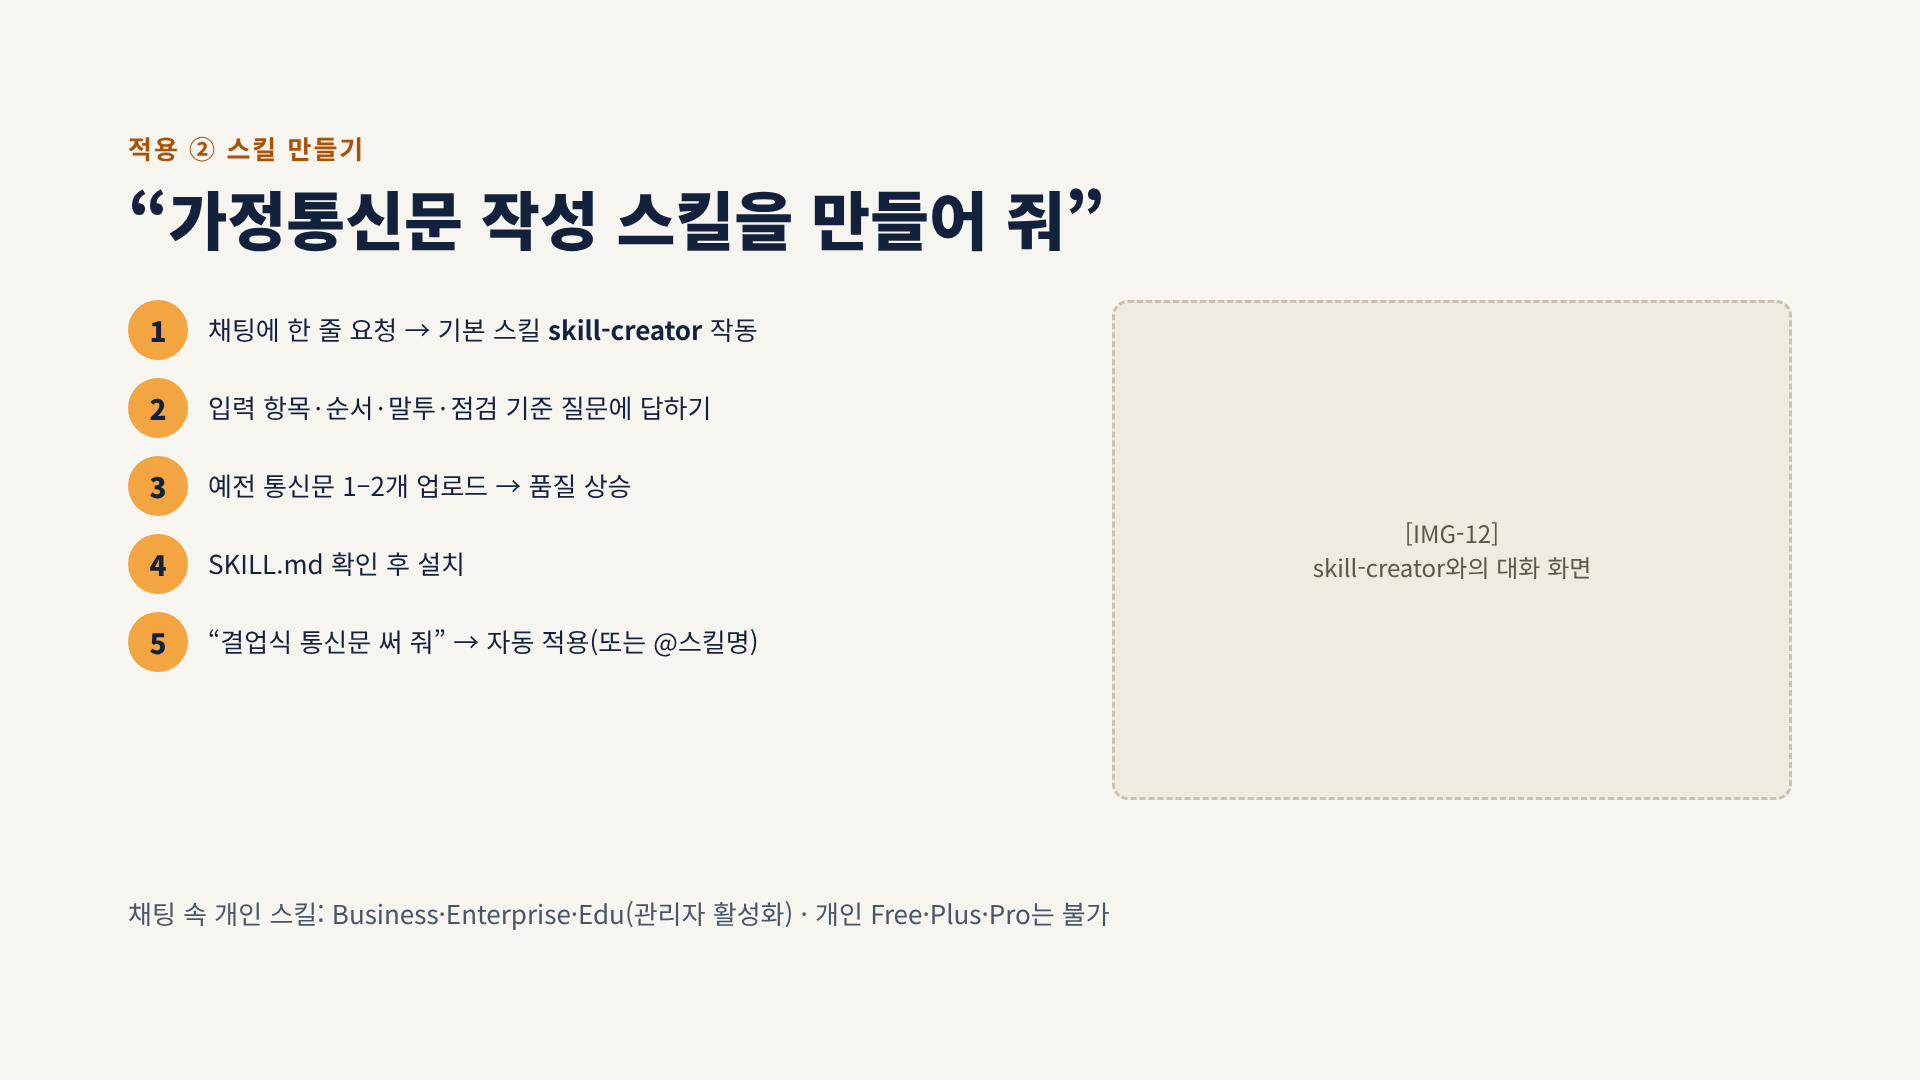 적용 ② 스킬 만들기
“가정통신문 작성 스킬을 만들어 줘”
1 채팅에 한 줄 요청 → 기본 스킬 skill-creator 작동
2 입력 항목·순서·말투·점검 기준 질문에 답하기
3 예전 통신문 1–2개 업로드 → 품질 상승
4 SKILL.md 확인 후 설치
5 “결업식 통신문 써 줘” → 자동 적용(또는 @스킬명)
[IMG-12]
skill-creator와의 대화 화면
채팅 속 개인 스킬: Business·Enterprise·Edu(관리자 활성화) · 개인 Free·Plus·Pro는 불가